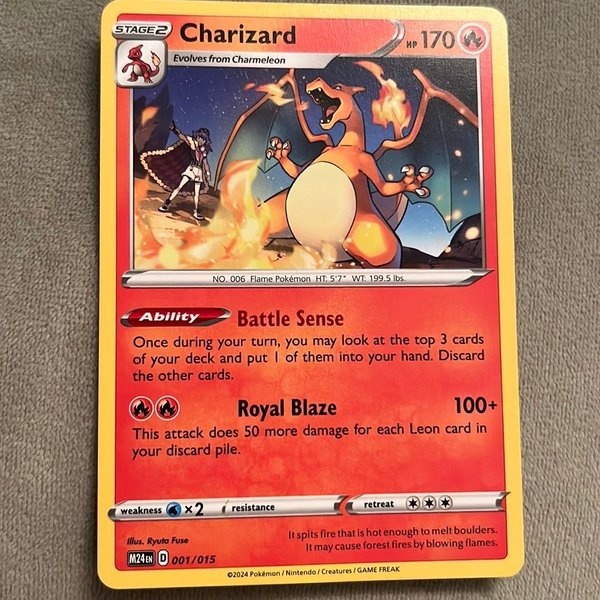 STAGE2 Charizard HP 170
Evolves from Charmeleon
NO. 006 Flame Pokémon HT: 5'7" WT: 199.5 lbs.
Ability Battle Sense
Once during your turn, you may look at the top 3 cards
of your deck and put 1 of them into your hand. Discard
the other cards.
Royal Blaze 100+
This attack does 50 more damage for each Leon card in
your discard pile.
weakness ×2 resistance retreat
Illus. Ryuta Fuse
It spits fire that is hot enough to melt boulders.
It may cause forest fires by blowing flames.
M24 EN D 001/015
©2024 Pokémon / Nintendo / Creatures / GAME FREAK